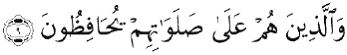 وَٱلَّذِينَ هُمْ عَلَىٰ صَلَوَٰتِهِمْ يُحَافِظُونَ ۝٩